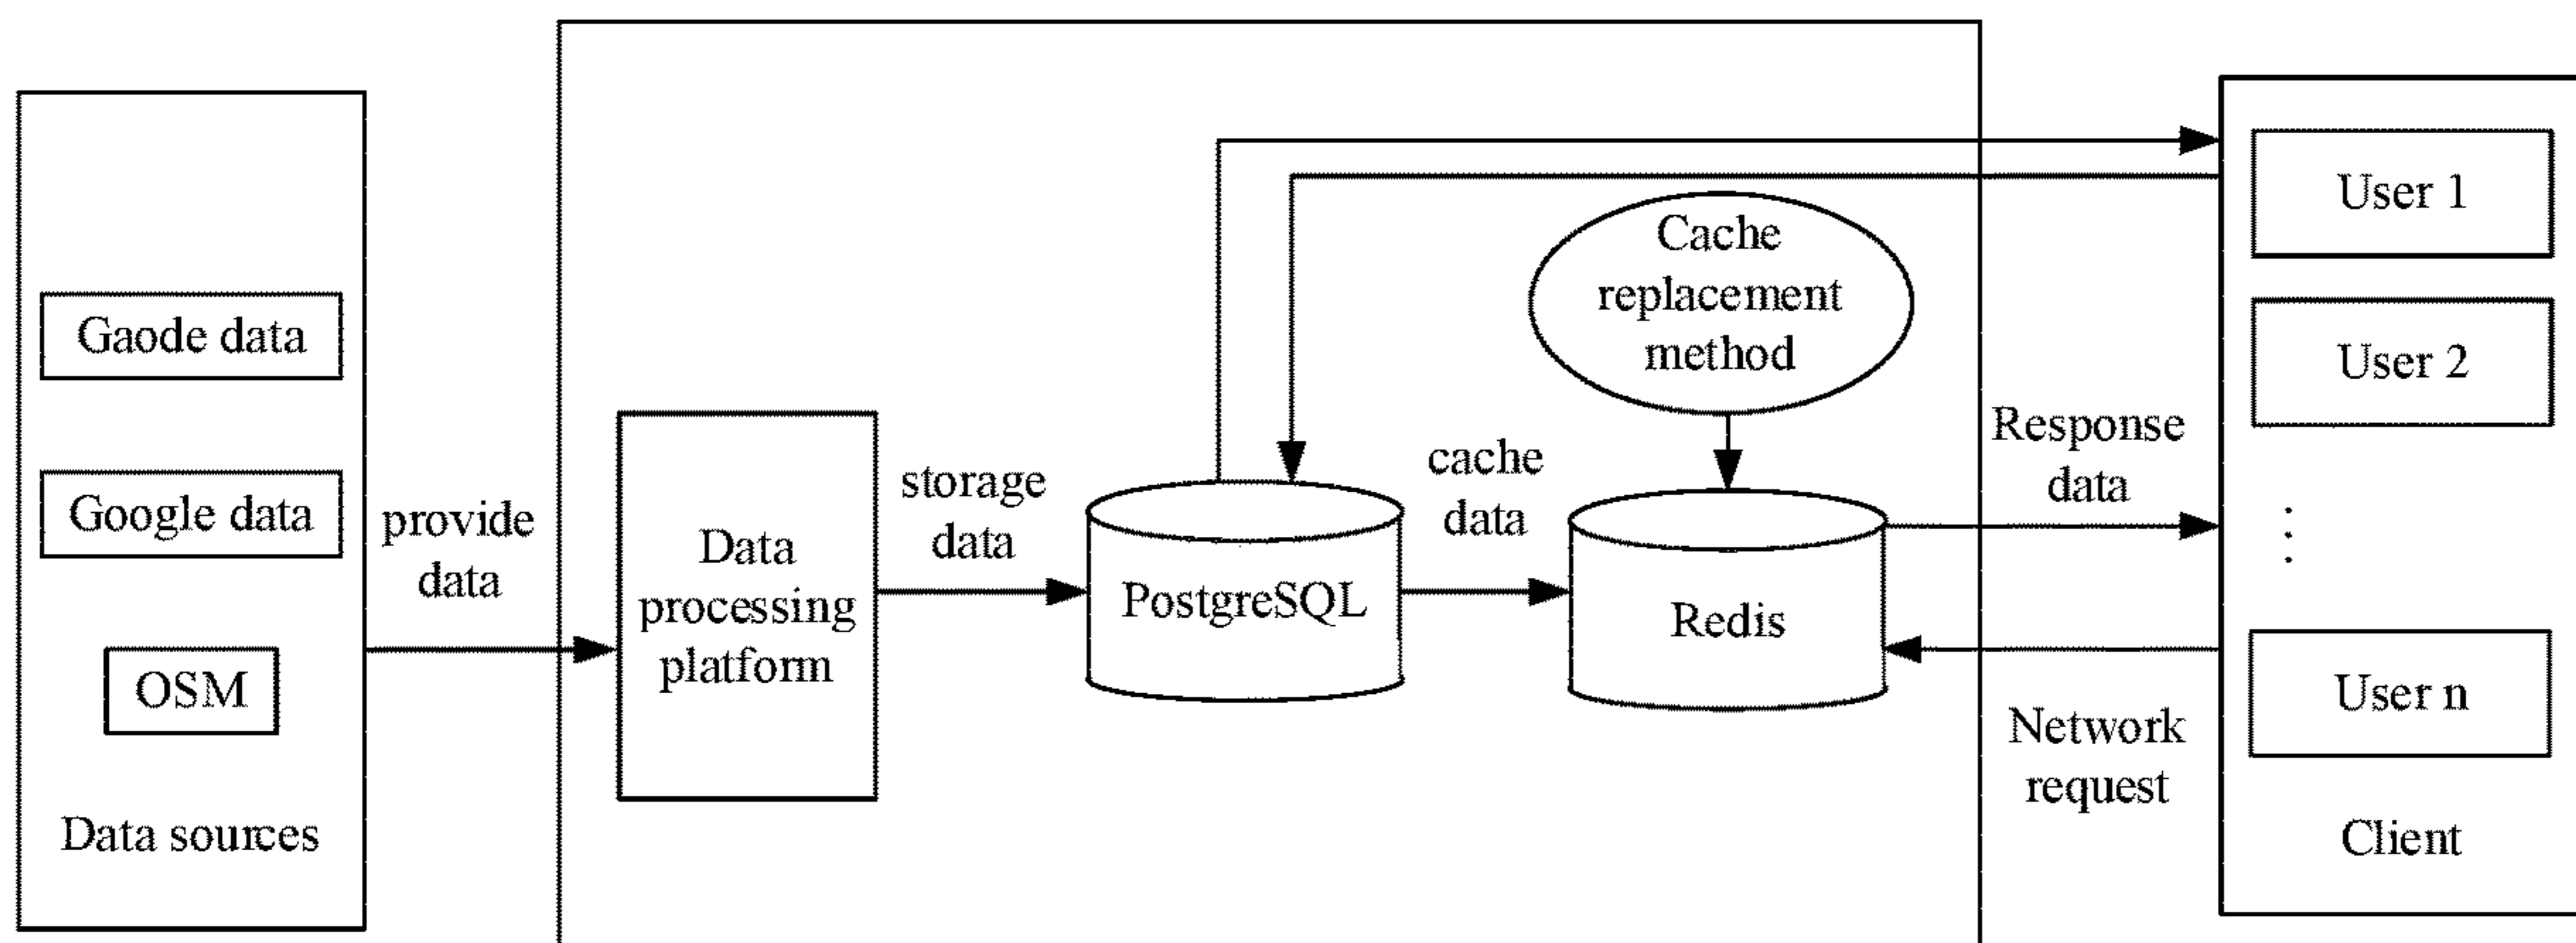 Gaode data
Google data
OSM
Data sources
provide
data
Data
processing
platform
storage
data
PostgreSQL
cache
data
Cache
replacement
method
Redis
Response
data
Network
request
User 1
User 2
⋮
User n
Client